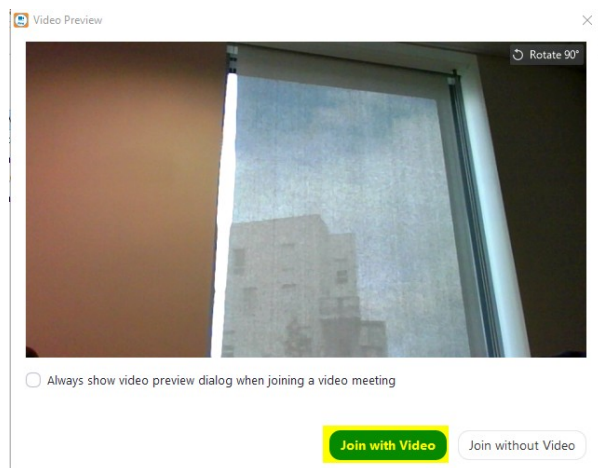 Video Preview
Rotate 90°
Always show video preview dialog when joining a video meeting
Join with Video
Join without Video